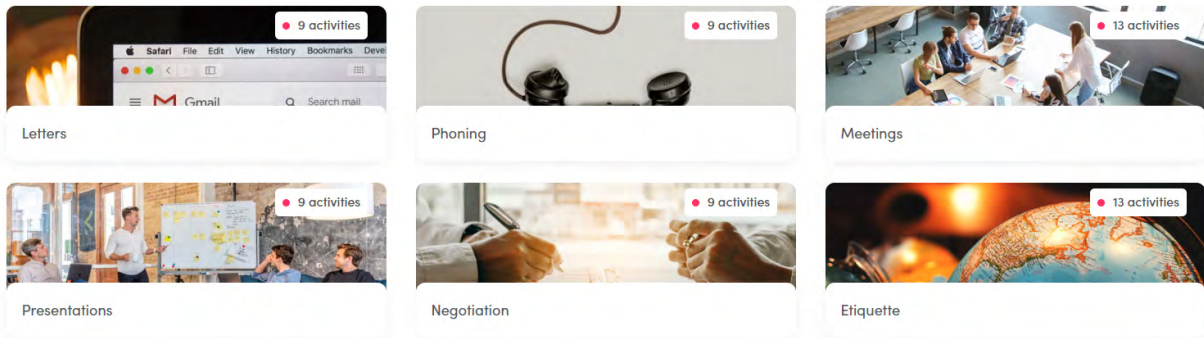 9 activities
Safari File Edit View History Bookmarks Deve
Gmail Search mail
Letters
9 activities
Phoning
13 activities
Meetings
9 activities
Presentations
9 activities
Negotiation
13 activities
Etiquette